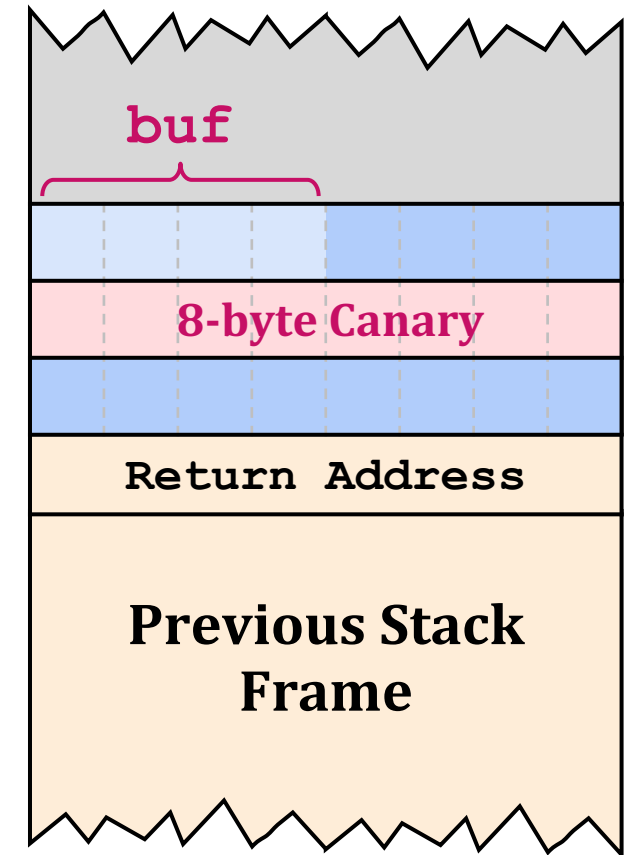 buf
8-byte Canary
Return Address
Previous Stack
Frame